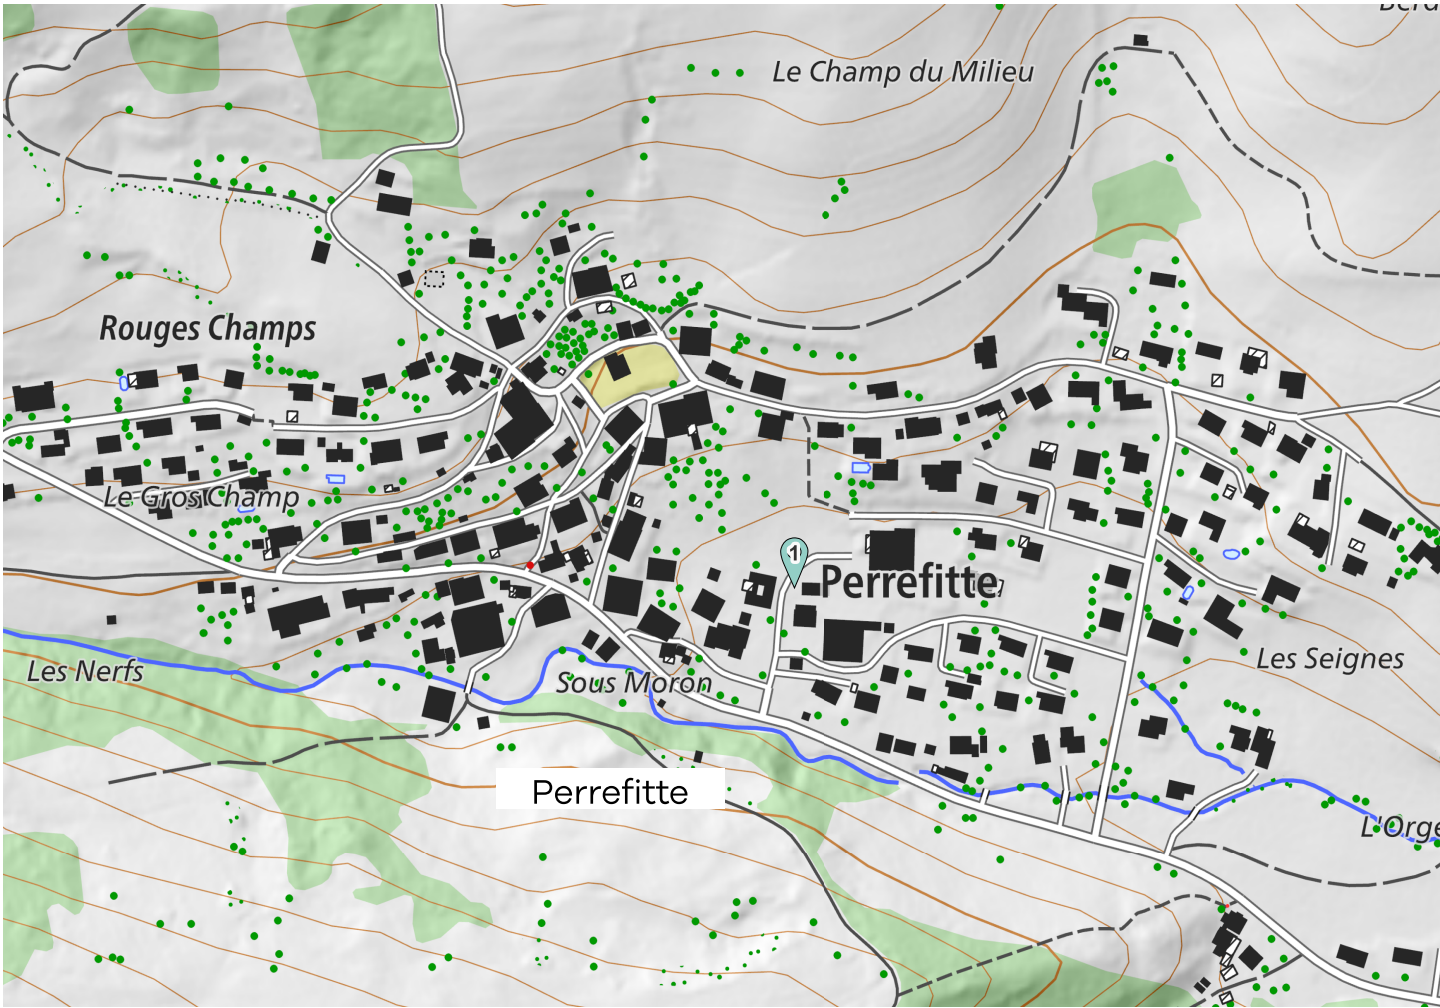 Le Champ du Milieu
Rouges Champs
Le Gros Champ
1
Perrefitte
Les Nerfs
Sous Moron
Les Seignes
Perrefitte
L'Orge